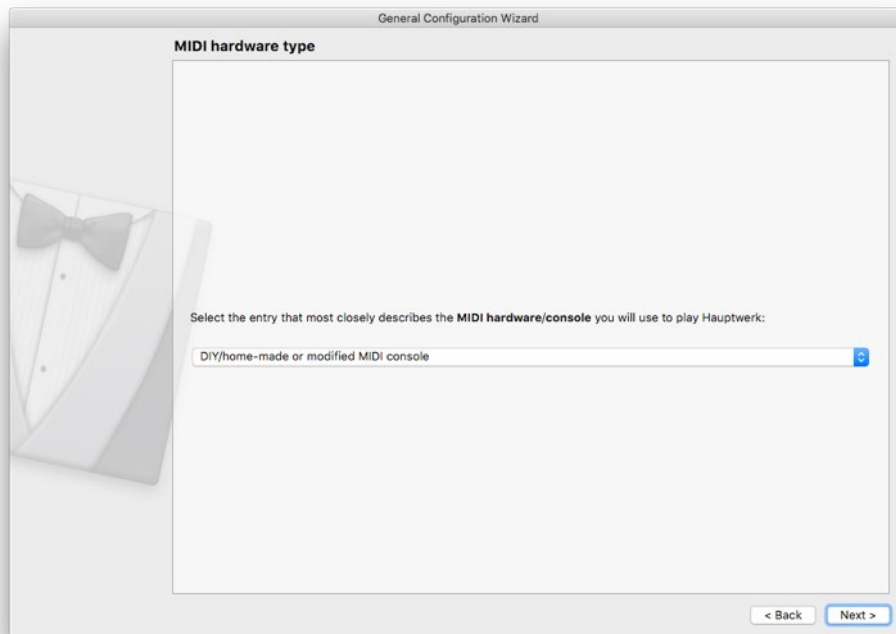 General Configuration Wizard
MIDI hardware type
Select the entry that most closely describes the MIDI hardware/console you will use to play Hauptwerk:
DIY/home-made or modified MIDI console
< Back Next >